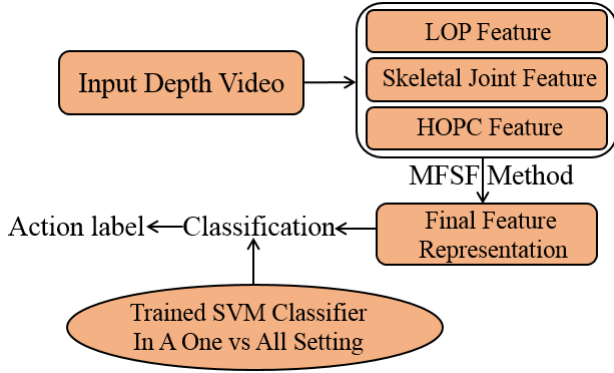 LOP Feature
Input Depth Video
Skeletal Joint Feature
HOPC Feature
MFSF Method
Final Feature
Representation
Classification
Action label
Trained SVM Classifier
In A One vs All Setting